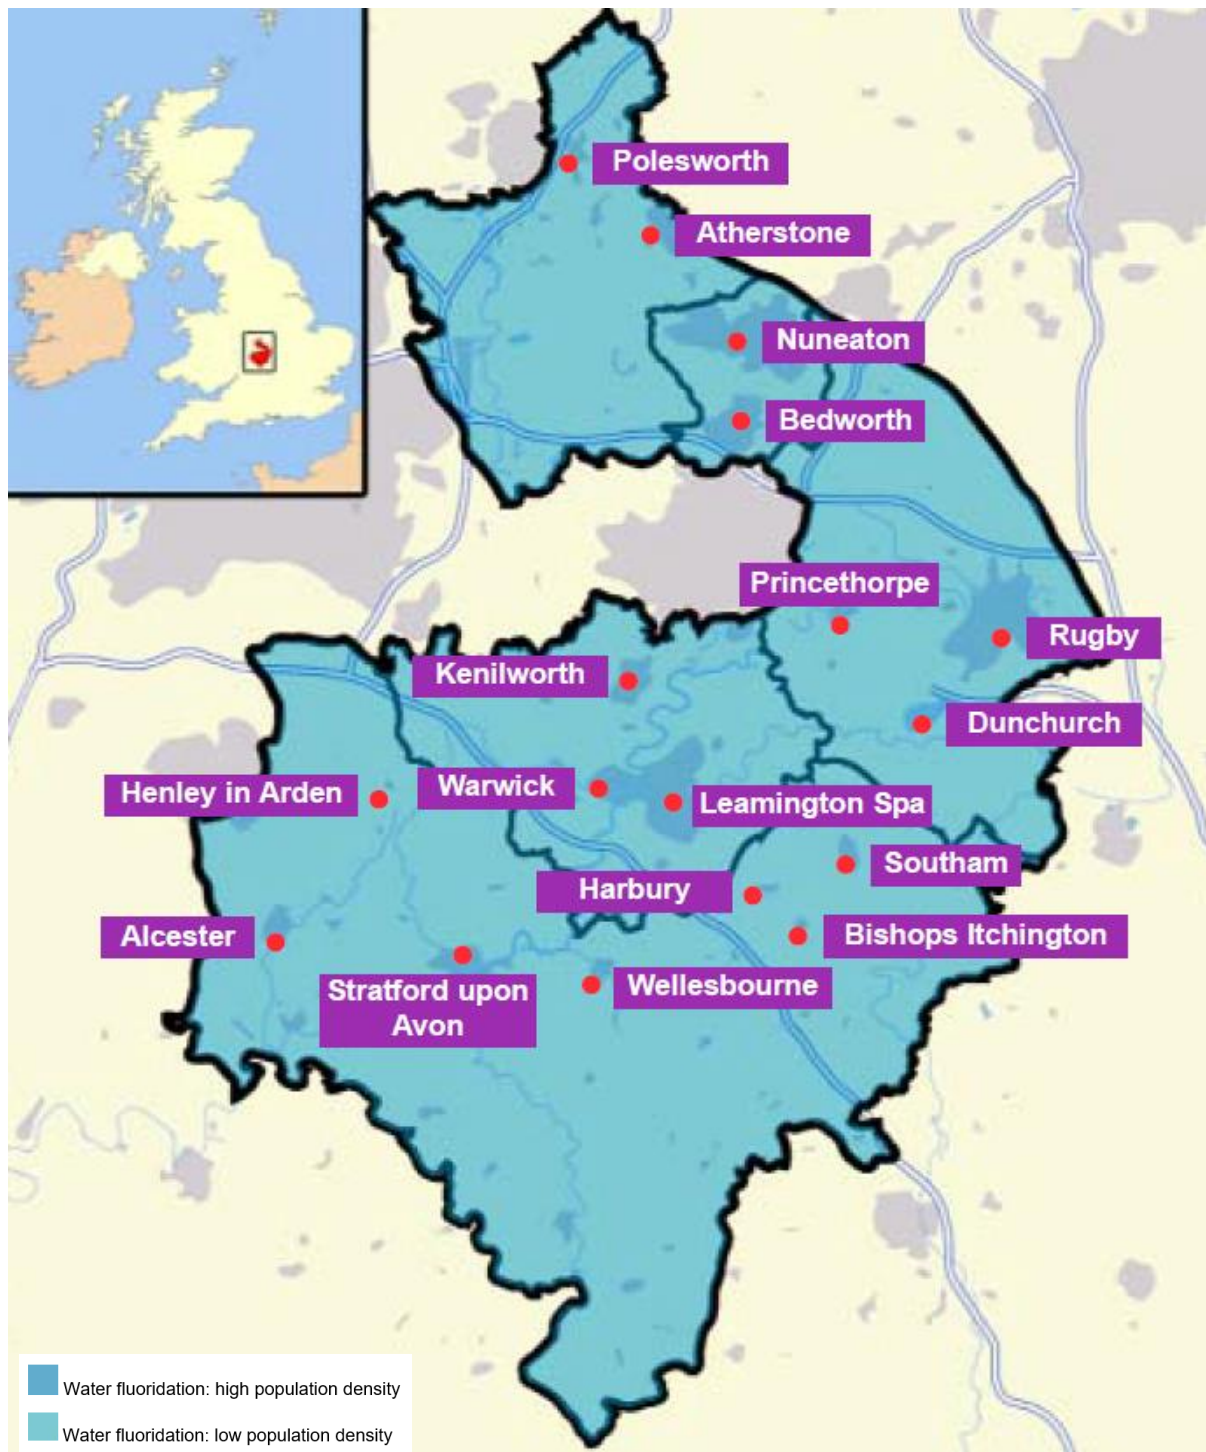 Polesworth
Atherstone
Nuneaton
Bedworth
Princethorpe
Rugby
Kenilworth
Dunchurch
Henley in Arden
Warwick
Leamington Spa
Southam
Harbury
Alcester
Bishops Itchington
Stratford upon
Avon
Wellesbourne
Water fluoridation: high population density
Water fluoridation: low population density